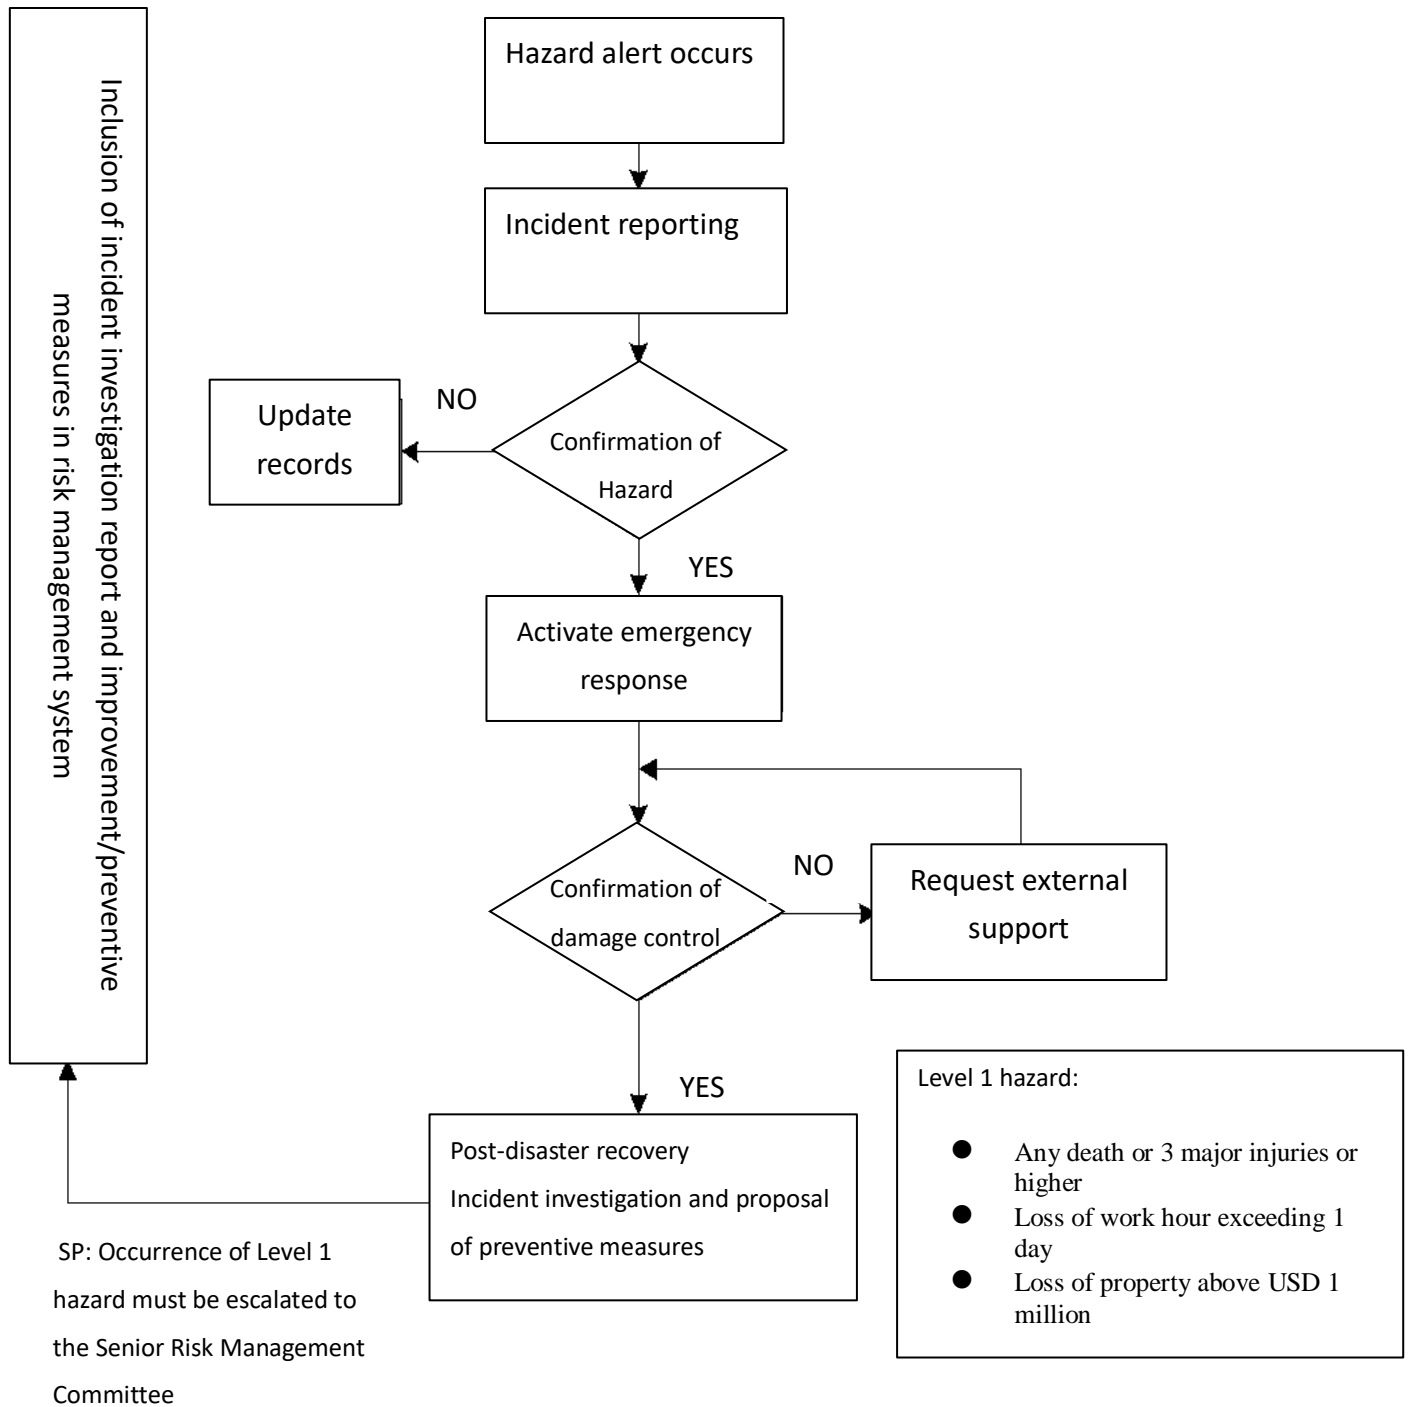 Inclusion of incident investigation report and improvement/preventive
measures in risk management system
Hazard alert occurs
Incident reporting
Confirmation of
Hazard
NO
Update
records
YES
Activate emergency
response
Confirmation of
damage control
NO
Request external
support
YES
Post-disaster recovery
Incident investigation and proposal
of preventive measures
SP: Occurrence of Level 1
hazard must be escalated to
the Senior Risk Management
Committee
Level 1 hazard:
● Any death or 3 major injuries or
higher
● Loss of work hour exceeding 1
day
● Loss of property above USD 1
million